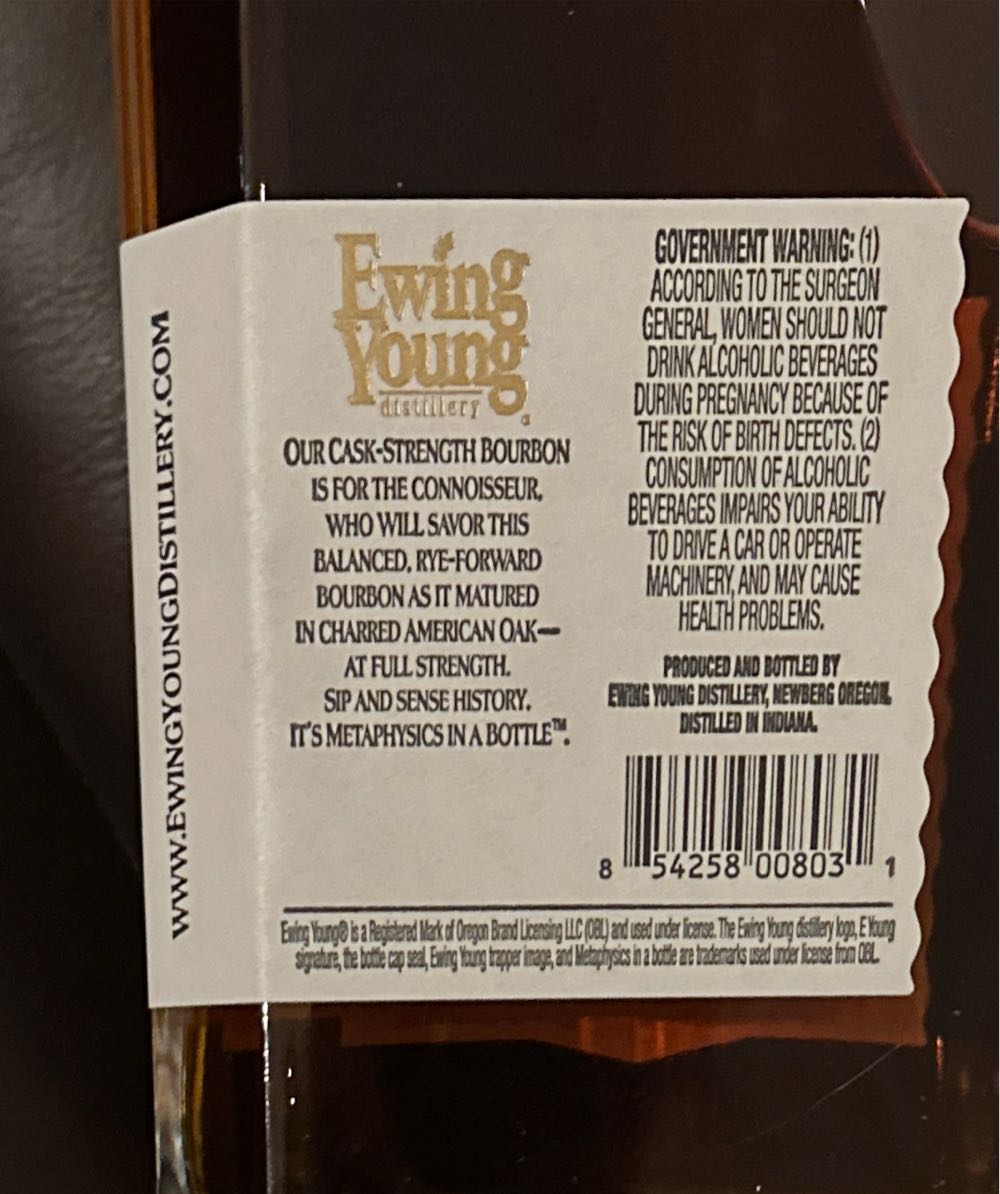 WWW.EWINGYOUNGDISTILLERY.COM
Ewing
Young
distillery
OUR CASK-STRENGTH BOURBON
IS FOR THE CONNOISSEUR,
WHO WILL SAVOR THIS
BALANCED, RYE-FORWARD
BOURBON AS IT MATURED
IN CHARRED AMERICAN OAK—
AT FULL STRENGTH.
SIP AND SENSE HISTORY.
IT'S METAPHYSICS IN A BOTTLE™.
GOVERNMENT WARNING: (1)
ACCORDING TO THE SURGEON
GENERAL, WOMEN SHOULD NOT
DRINK ALCOHOLIC BEVERAGES
DURING PREGNANCY BECAUSE OF
THE RISK OF BIRTH DEFECTS. (2)
CONSUMPTION OF ALCOHOLIC
BEVERAGES IMPAIRS YOUR ABILITY
TO DRIVE A CAR OR OPERATE
MACHINERY, AND MAY CAUSE
HEALTH PROBLEMS.
PRODUCED AND BOTTLED BY
EWING YOUNG DISTILLERY, NEWBERG OREGON.
DISTILLED IN INDIANA.
8 54258 00803 1
Ewing Young® is a Registered Mark of Oregon Brand Licensing LLC (OBL) and used under license. The Ewing Young distillery logo, E Young
signature, the bottle cap seal, Ewing Young trapper image, and Metaphysics in a bottle are trademarks used under license from OBL.